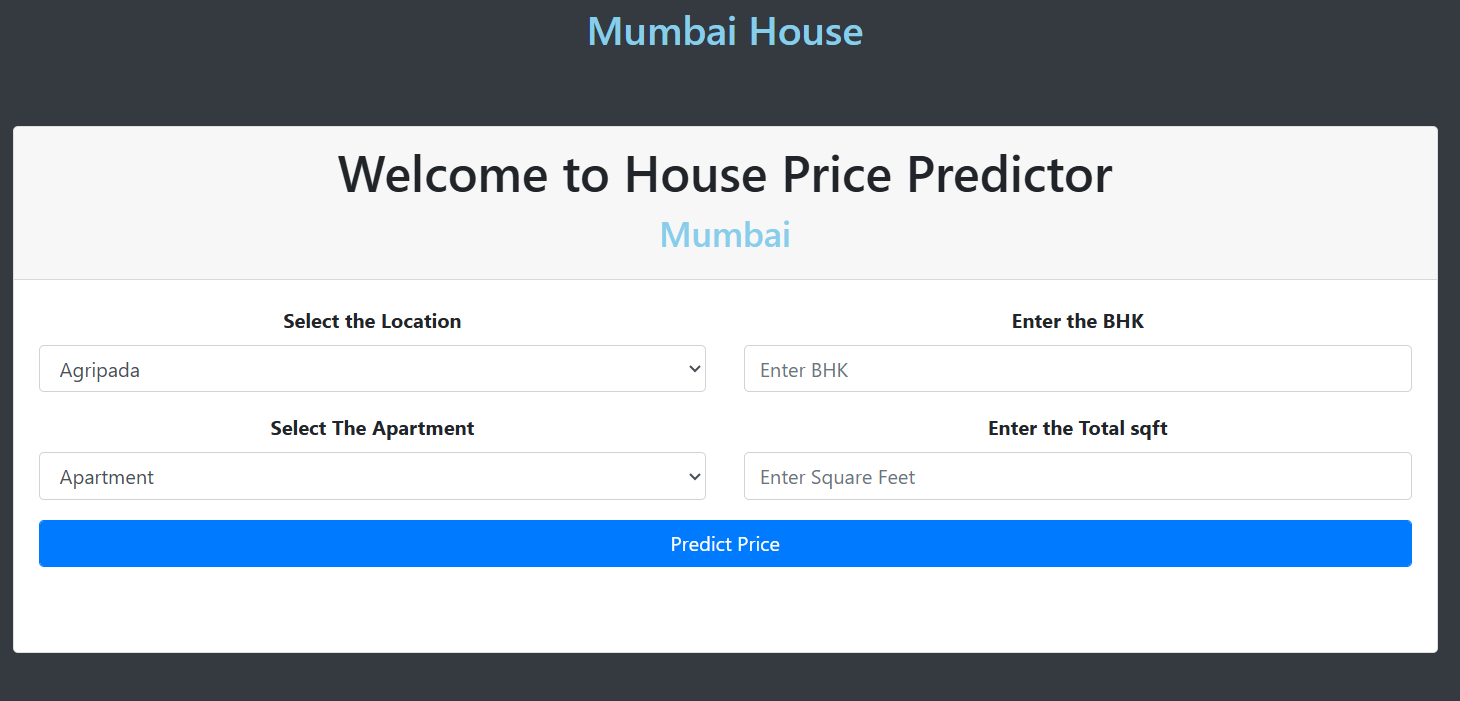 Mumbai House
Welcome to House Price Predictor
Mumbai
Select the Location
Enter the BHK
Agripada
Enter BHK
Select The Apartment
Enter the Total sqft
Apartment
Enter Square Feet
Predict Price